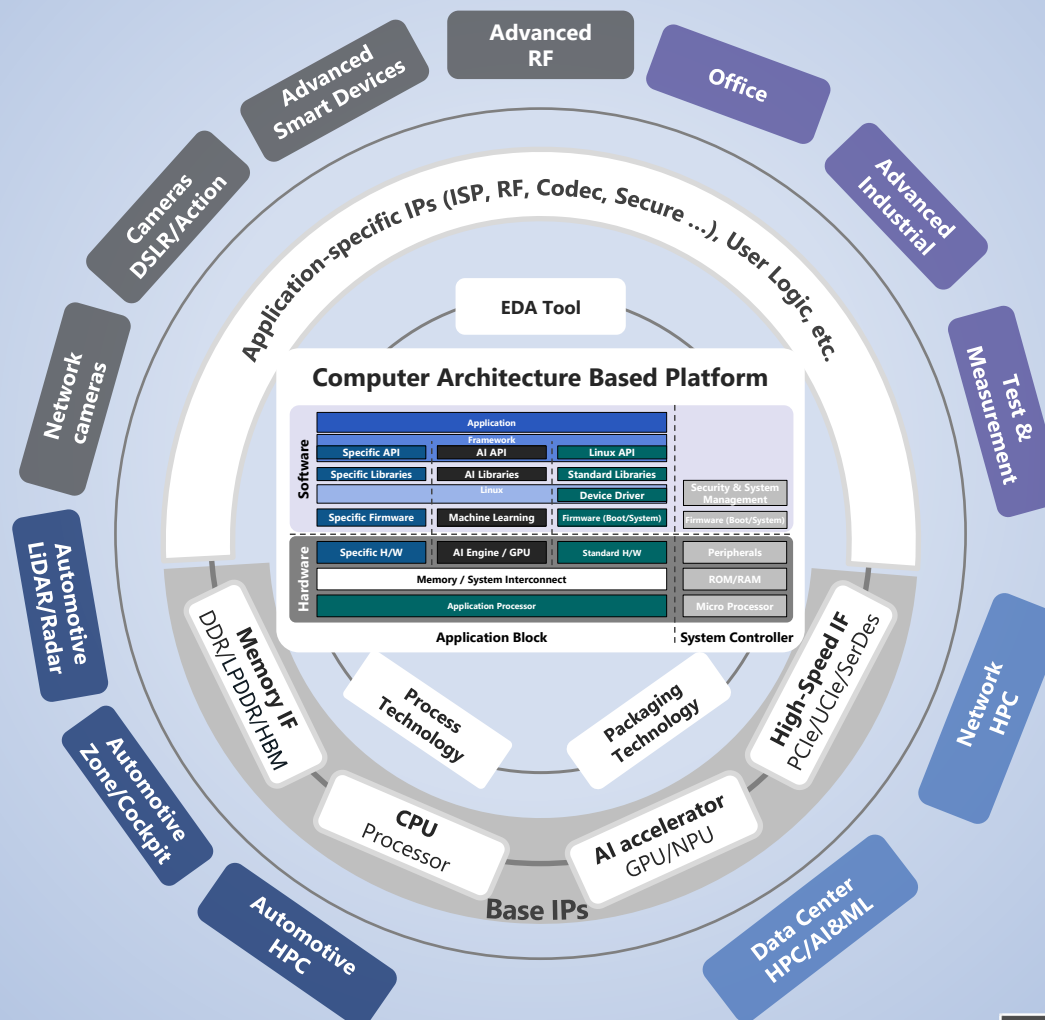 Advanced
RF
Office
Advanced
Industrial
Test &
Measurement
Network
HPC
Data Center
HPC/AI&ML
Automotive
HPC
Automotive
Zone/Cockpit
Automotive
LiDAR/Radar
Network
cameras
Cameras
DSLR/Action
Advanced
Smart Devices
Application-specific IPs (ISP, RF, Codec, Secure ...), User Logic, etc.
EDA Tool
Computer Architecture Based Platform
Software
Application
Framework
Specific API
AI API
Linux API
Specific Libraries
AI Libraries
Standard Libraries
Linux
Device Driver
Security & System
Management
Specific Firmware
Machine Learning
Firmware (Boot/System)
Firmware (Boot/System)
Hardware
Specific H/W
AI Engine / GPU
Standard H/W
Peripherals
Memory / System Interconnect
ROM/RAM
Application Processor
Micro Processor
Application Block
System Controller
Process
Technology
Packaging
Technology
Memory IF
DDR/LPDDR/HBM
CPU
Processor
AI accelerator
GPU/NPU
High-Speed IF
PCIe/UCIe/SerDes
Base IPs